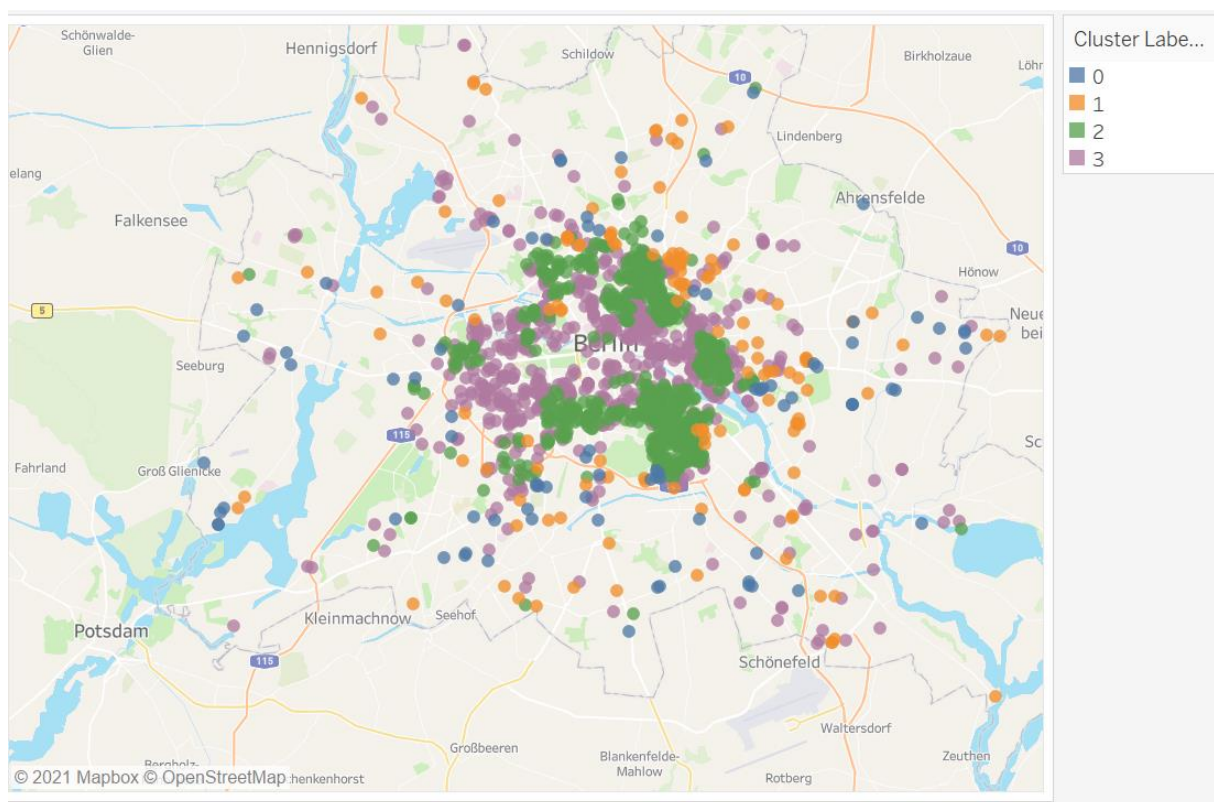 Schönwalde-
Glien
Hennigsdorf
Schildow
Birkholzaue
Löhr
10
Lindenberg
elang
Ahrensfelde
Falkensee
10
Hönow
5
Neue
bei
Berlin
Seeburg
115
Sc
Fahrland
Groß Glienicke
Kleinmachnow
Seehof
Potsdam
115
Schönefeld
Waltersdorf
Großbeeren
Blankenfelde-
Mahlow
Zeuthen
Rotberg
© 2021 Mapbox © OpenStreetMap
henkenhorst
Cluster Labe...
0
1
2
3